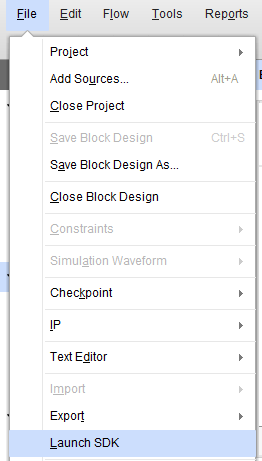 File Edit Flow Tools Reports
Project
Add Sources... Alt+A
Close Project
Save Block Design Ctrl+S
Save Block Design As...
Close Block Design
Constraints
Simulation Waveform
Checkpoint
IP
Text Editor
Import
Export
Launch SDK